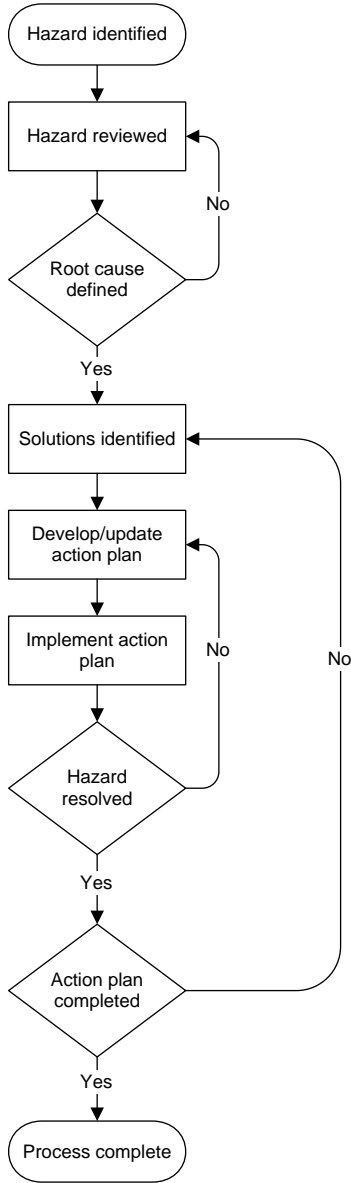 Hazard identified
Hazard reviewed
No
Root cause
defined
Yes
Solutions identified
Develop/update
action plan
Implement action
plan
No
No
Hazard
resolved
Yes
Action plan
completed
Yes
Process complete